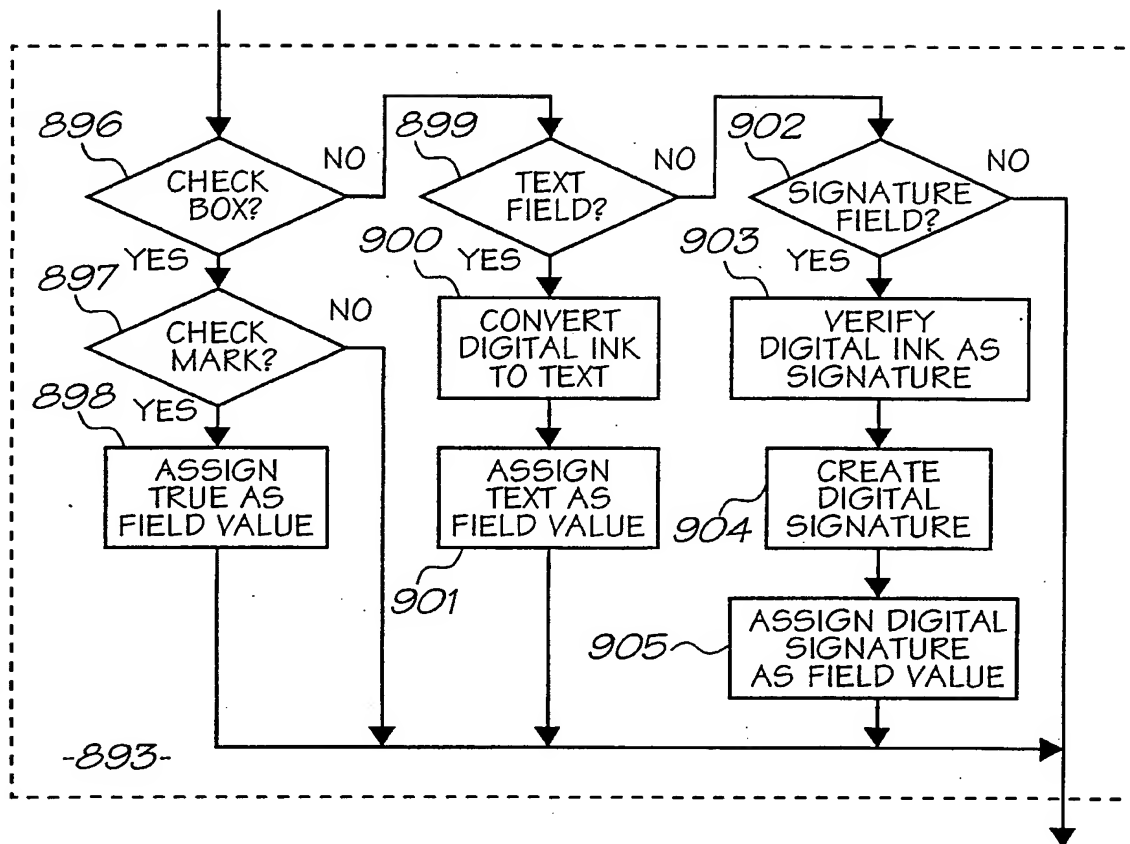 896
CHECK
BOX?
NO
YES
897
CHECK
MARK?
NO
YES
898
ASSIGN
TRUE AS
FIELD VALUE
899
TEXT
FIELD?
NO
YES
900
CONVERT
DIGITAL INK
TO TEXT
ASSIGN
TEXT AS
FIELD VALUE
901
902
SIGNATURE
FIELD?
NO
YES
903
VERIFY
DIGITAL INK AS
SIGNATURE
CREATE
DIGITAL
SIGNATURE
904
ASSIGN DIGITAL
SIGNATURE
AS FIELD VALUE
905
-893-